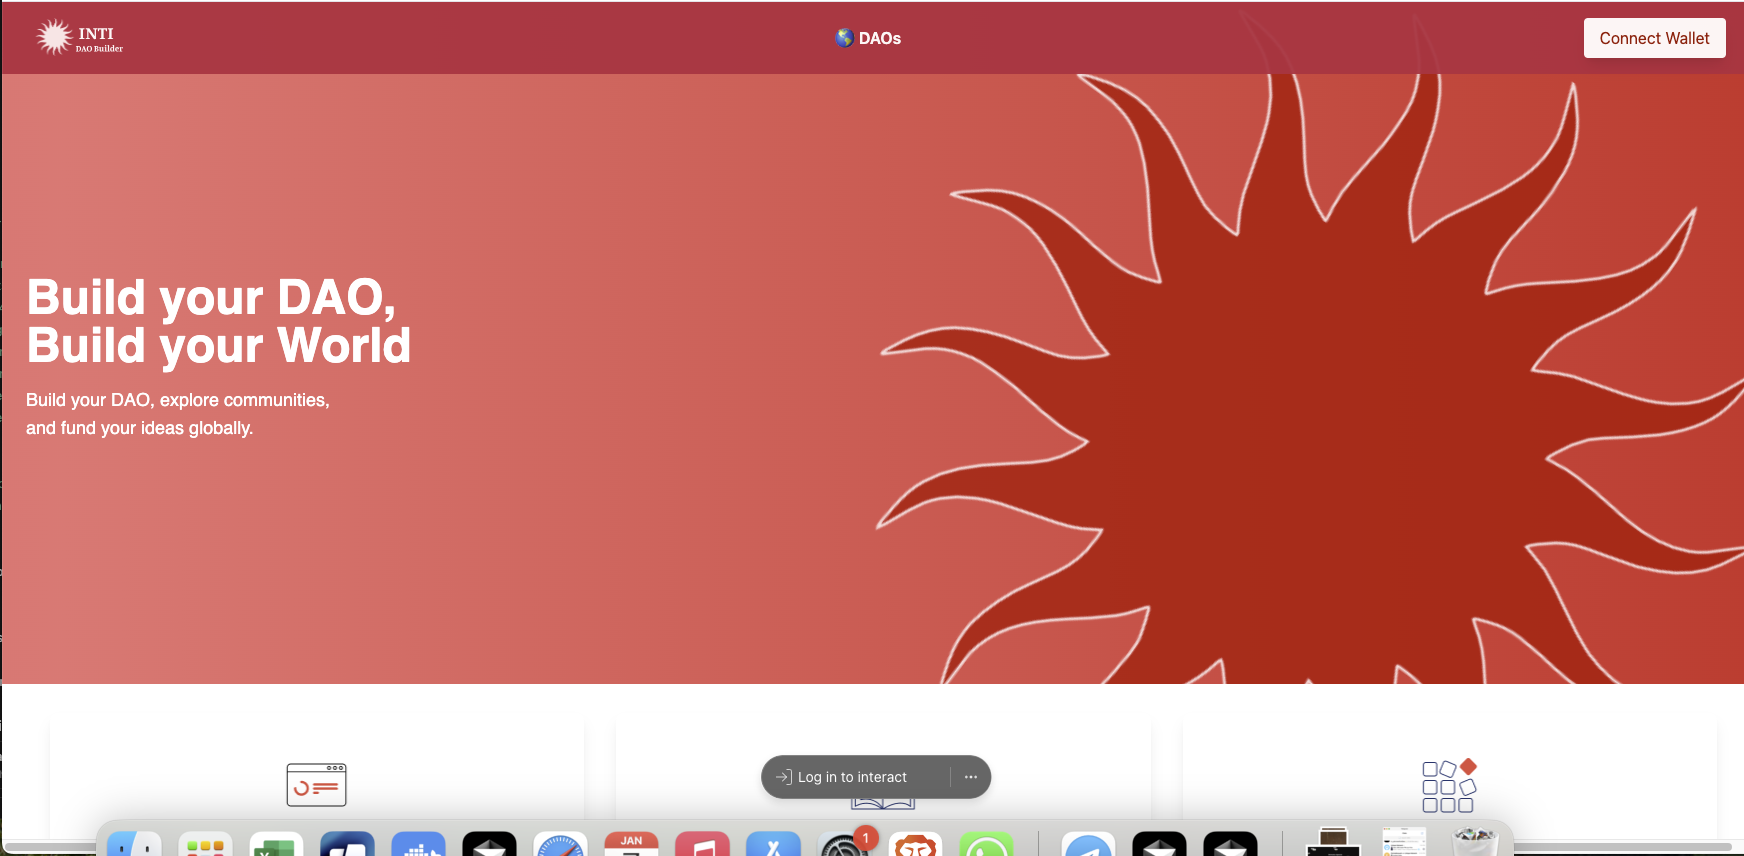 INTI
DAO Builder
DAOs
Connect Wallet
Build your DAO,
Build your World
Build your DAO, explore communities,
and fund your ideas globally.
Log in to interact
1
JAN